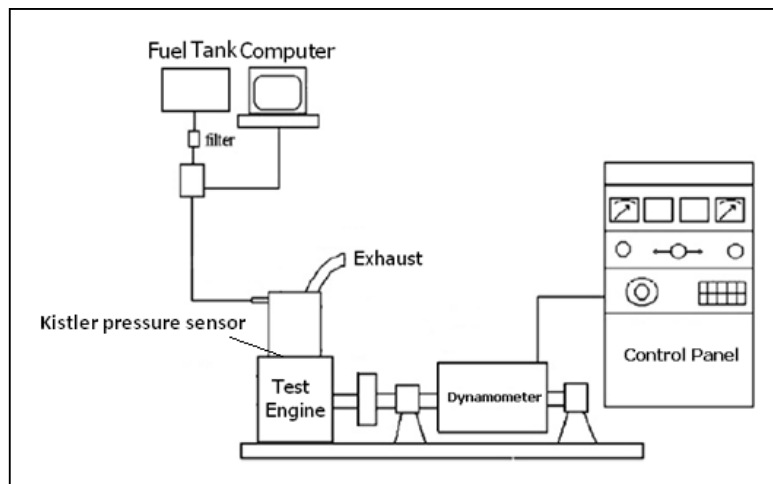 Fuel Tank Computer
filter
Exhaust
Kistler pressure sensor
Test
Engine
Dynamometer
Control Panel